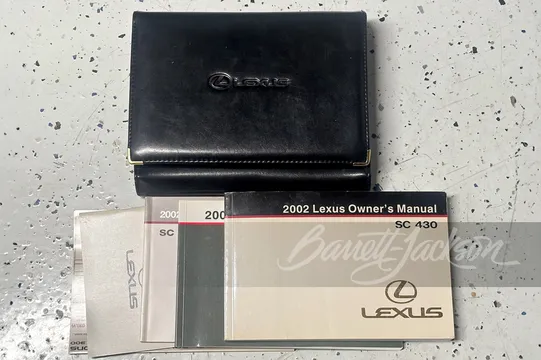 LEXUS
2002 Lexus Owner's Manual
SC 430
Barrett-Jackson
LEXUS
200
2002
SC
LEXUS